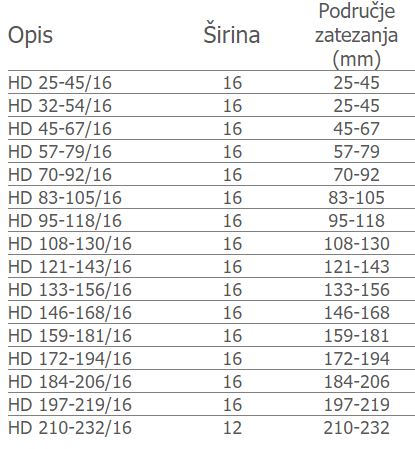 Opis Širina Područje zatezanja (mm)
HD 25-45/16 16 25-45
HD 32-54/16 16 25-45
HD 45-67/16 16 45-67
HD 57-79/16 16 57-79
HD 70-92/16 16 70-92
HD 83-105/16 16 83-105
HD 95-118/16 16 95-118
HD 108-130/16 16 108-130
HD 121-143/16 16 121-143
HD 133-156/16 16 133-156
HD 146-168/16 16 146-168
HD 159-181/16 16 159-181
HD 172-194/16 16 172-194
HD 184-206/16 16 184-206
HD 197-219/16 16 197-219
HD 210-232/16 12 210-232